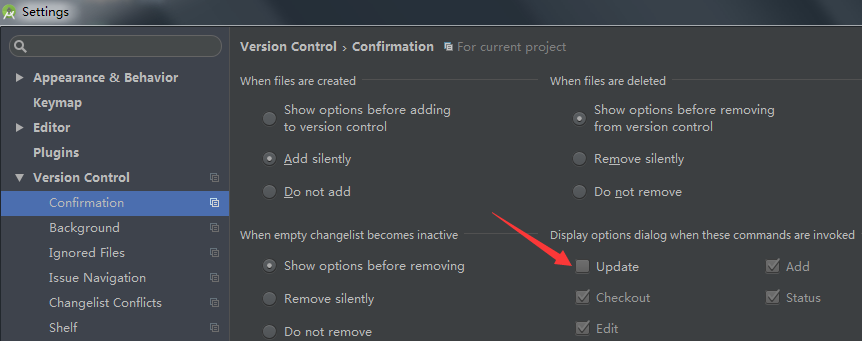 Settings
Version Control › Confirmation For current project
Appearance & Behavior
Keymap
Editor
Plugins
Version Control
Confirmation
Background
Ignored Files
Issue Navigation
Changelist Conflicts
Shelf
When files are created
Show options before adding
to version control
Add silently
Do not add
When files are deleted
Show options before removing
from version control
Remove silently
Do not remove
When empty changelist becomes inactive
Show options before removing
Remove silently
Do not remove
Display options dialog when these commands are invoked
Update
Add
Checkout
Status
Edit